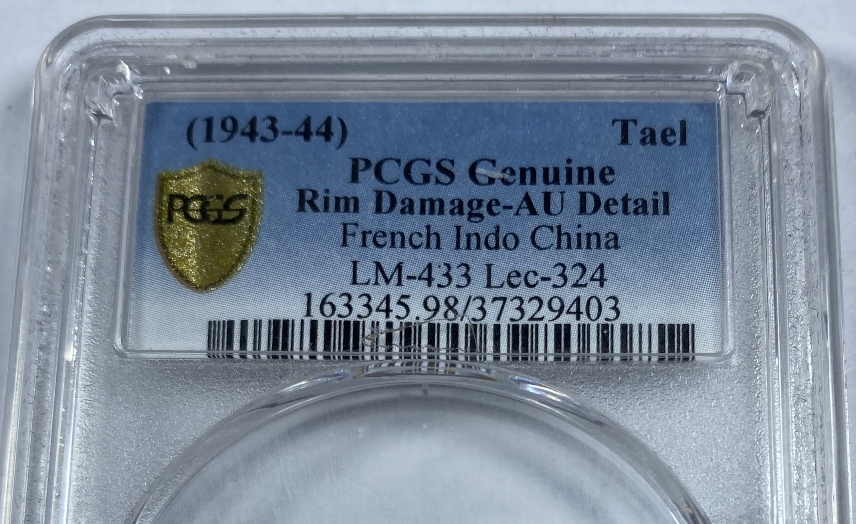 (1943-44) Tael
PCGS Genuine
PCGS
Rim Damage-AU Detail
French Indo China
LM-433 Lec-324
163345.98/37329403